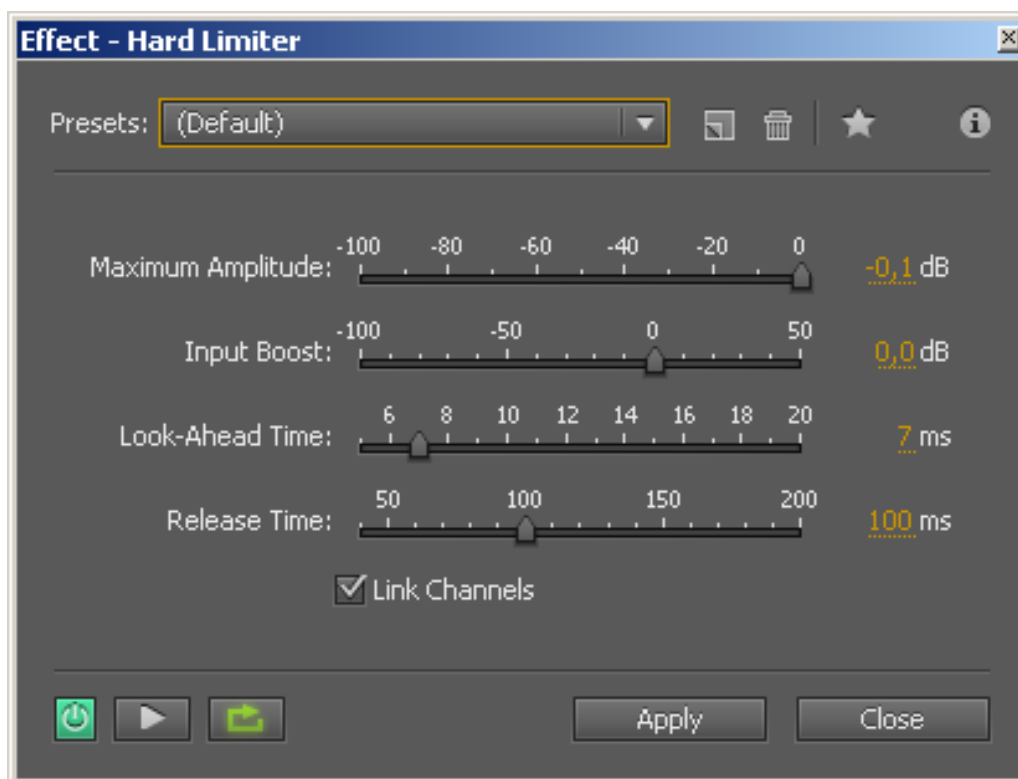 Effect - Hard Limiter
Presets: (Default)
-100 -80 -60 -40 -20 0
Maximum Amplitude: -0,1 dB
-100 -50 0 50
Input Boost: 0,0 dB
6 8 10 12 14 16 18 20
Look-Ahead Time: 7 ms
50 100 150 200
Release Time: 100 ms
Link Channels
Apply Close